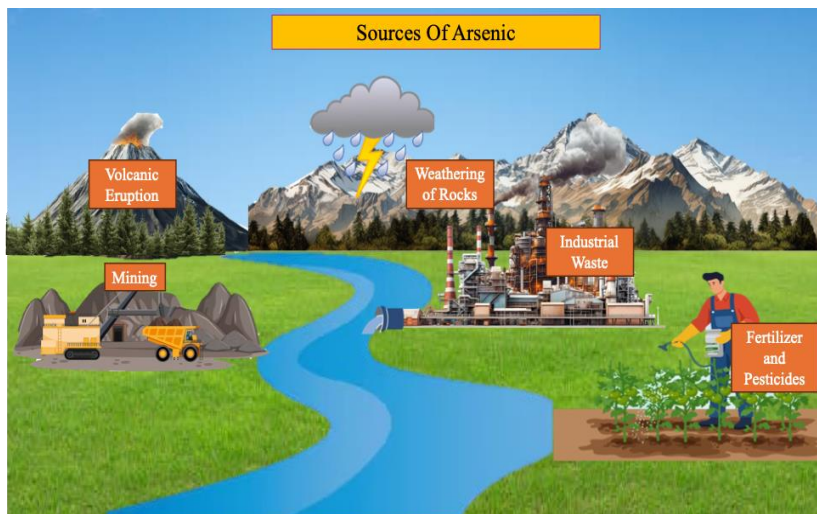 Sources Of Arsenic
Volcanic
Eruption
Weathering
of Rocks
Industrial
Waste
Mining
Fertilizer
and
Pesticides